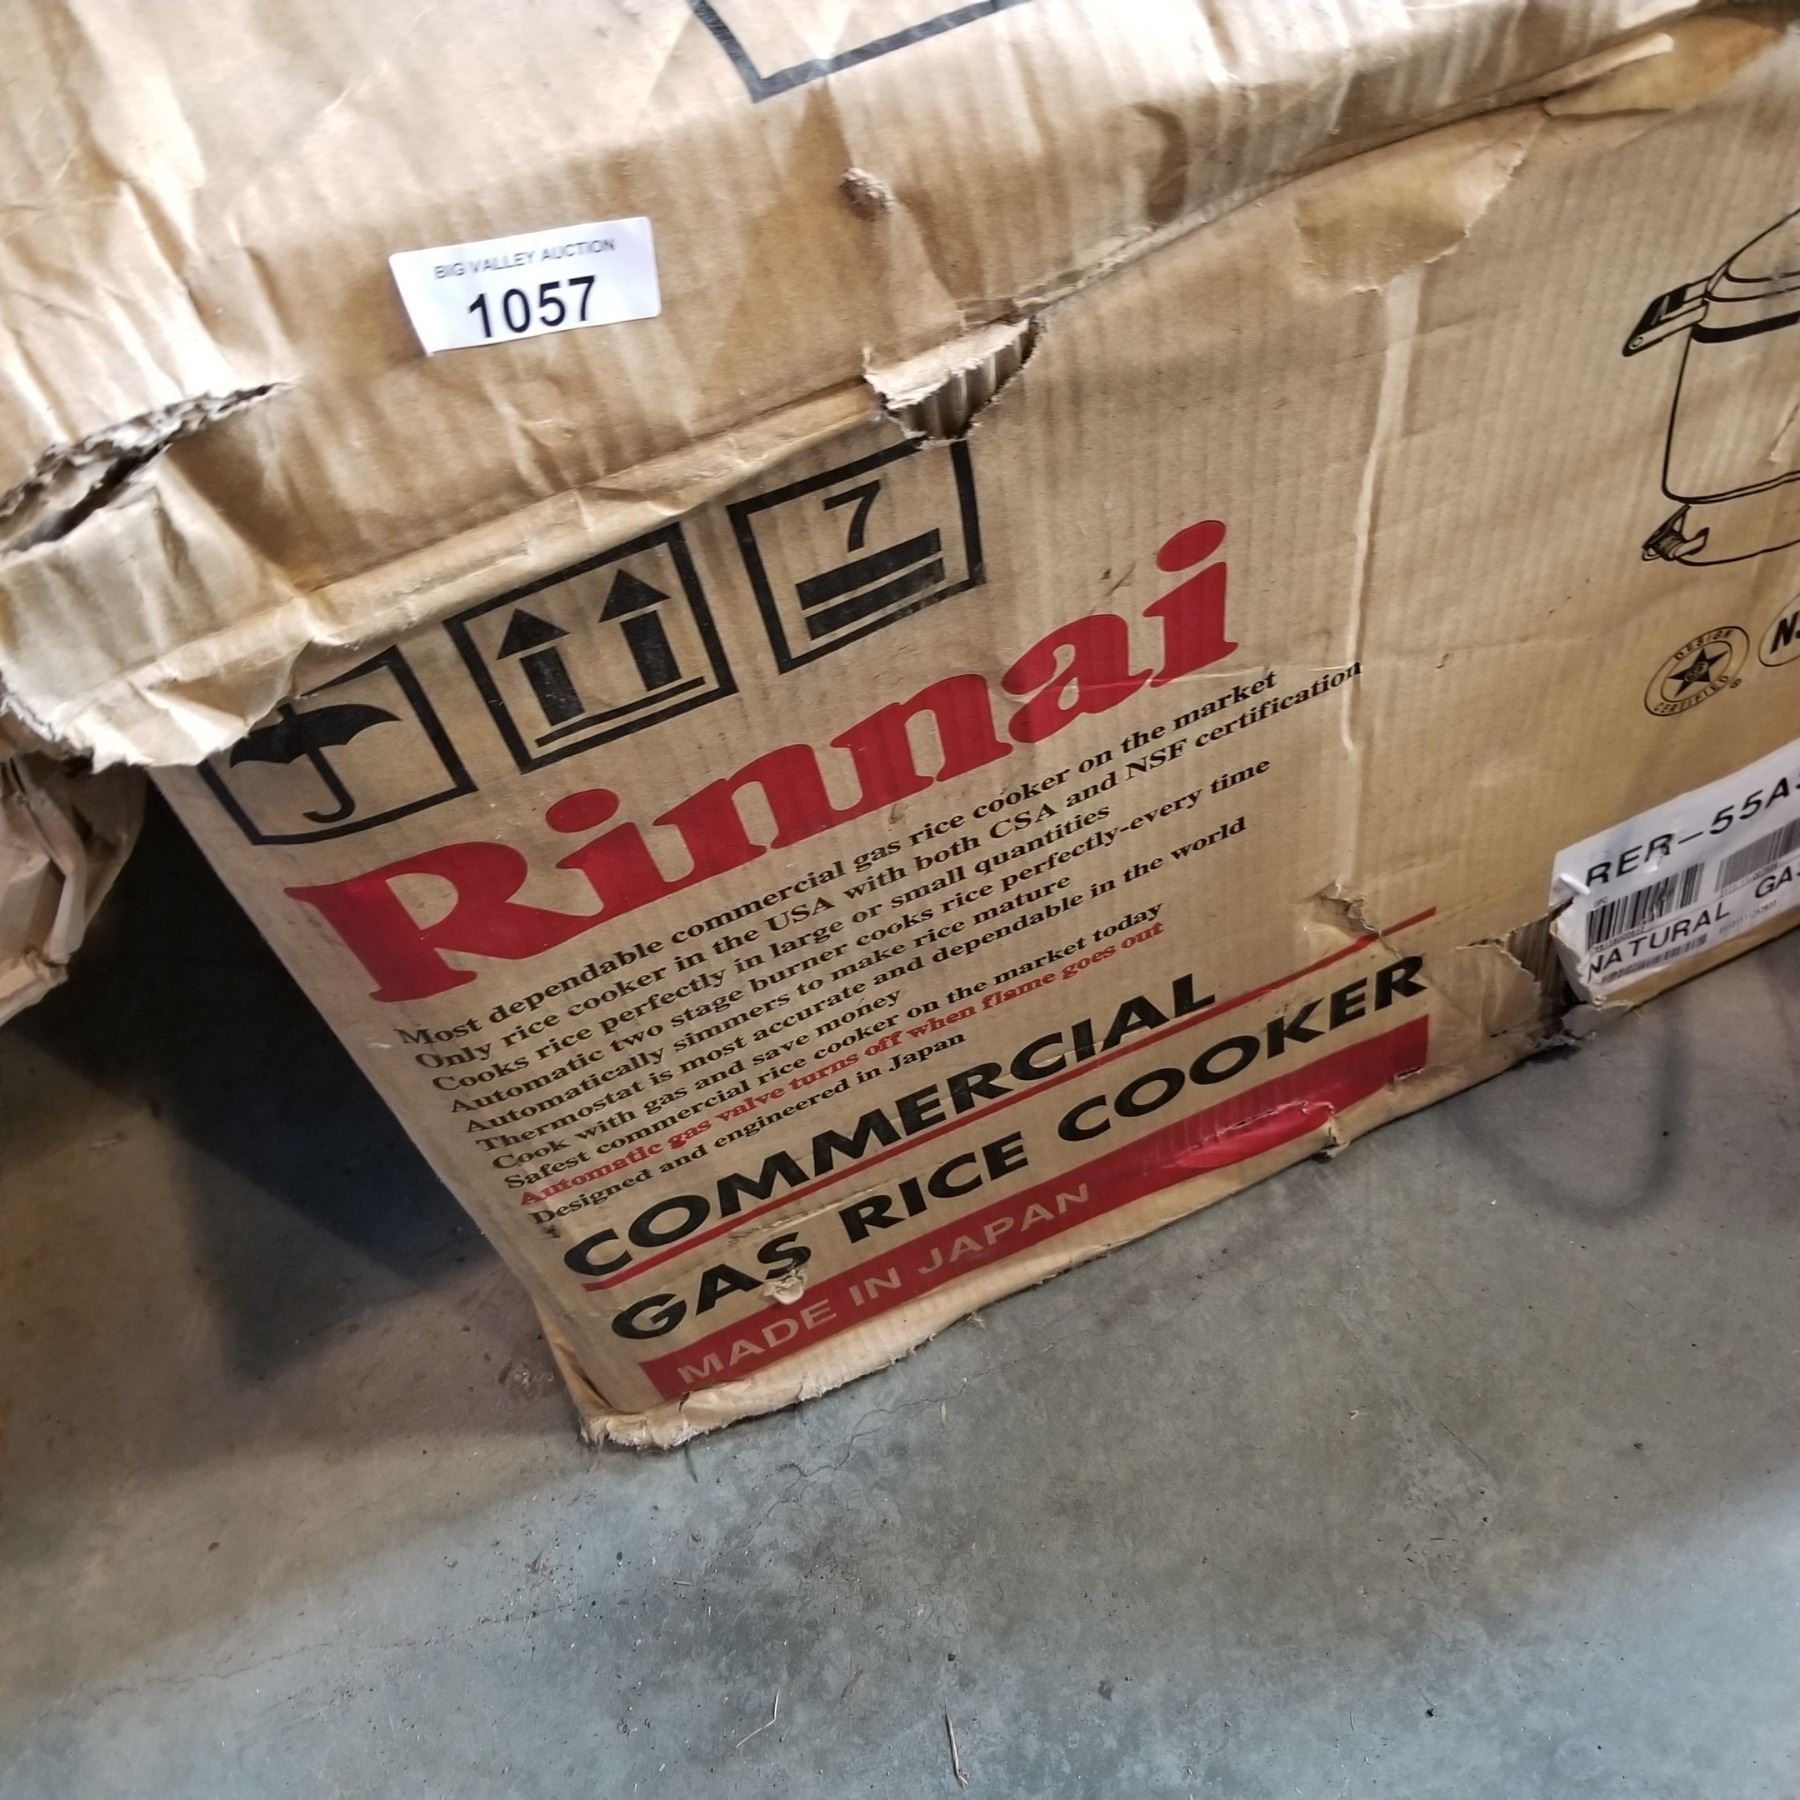 BIG VALLEY AUCTION
1057
7
Rinnai
Most dependable commercial gas rice cooker on the market
Only rice cooker in the USA with both CSA and NSF certification
Cooks rice perfectly in large or small quantities
Automatic two stage burner cooks rice perfectly-every time
Automatically simmers to make rice mature
Thermostat is most accurate and dependable in the world
Cook with gas and save money
Safest commercial rice cooker on the market today
Automatic gas valve turns off when flame goes out
Designed and engineered in Japan
COMMERCIAL
GAS RICE COOKER
MADE IN JAPAN
DESIGN
CERTIFIED
RER-55A
NATURAL GAS